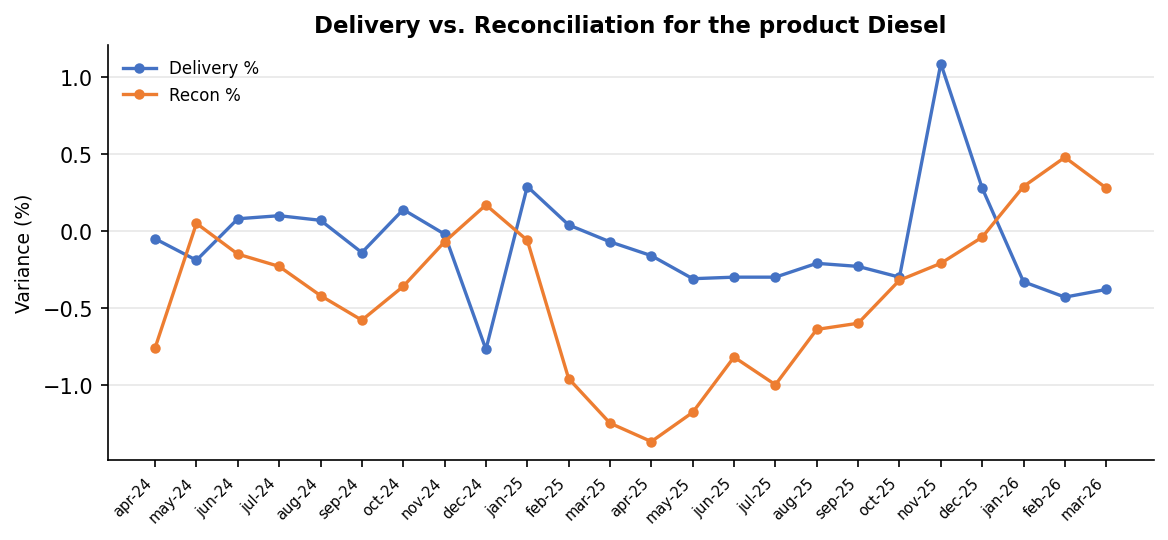 Delivery vs. Reconciliation for the product Diesel
Delivery %
Recon %
Variance (%)
1.0
0.5
0.0
−0.5
−1.0
apr-24
may-24
jun-24
jul-24
aug-24
sep-24
oct-24
nov-24
dec-24
jan-25
feb-25
mar-25
apr-25
may-25
jun-25
jul-25
aug-25
sep-25
oct-25
nov-25
dec-25
jan-26
feb-26
mar-26